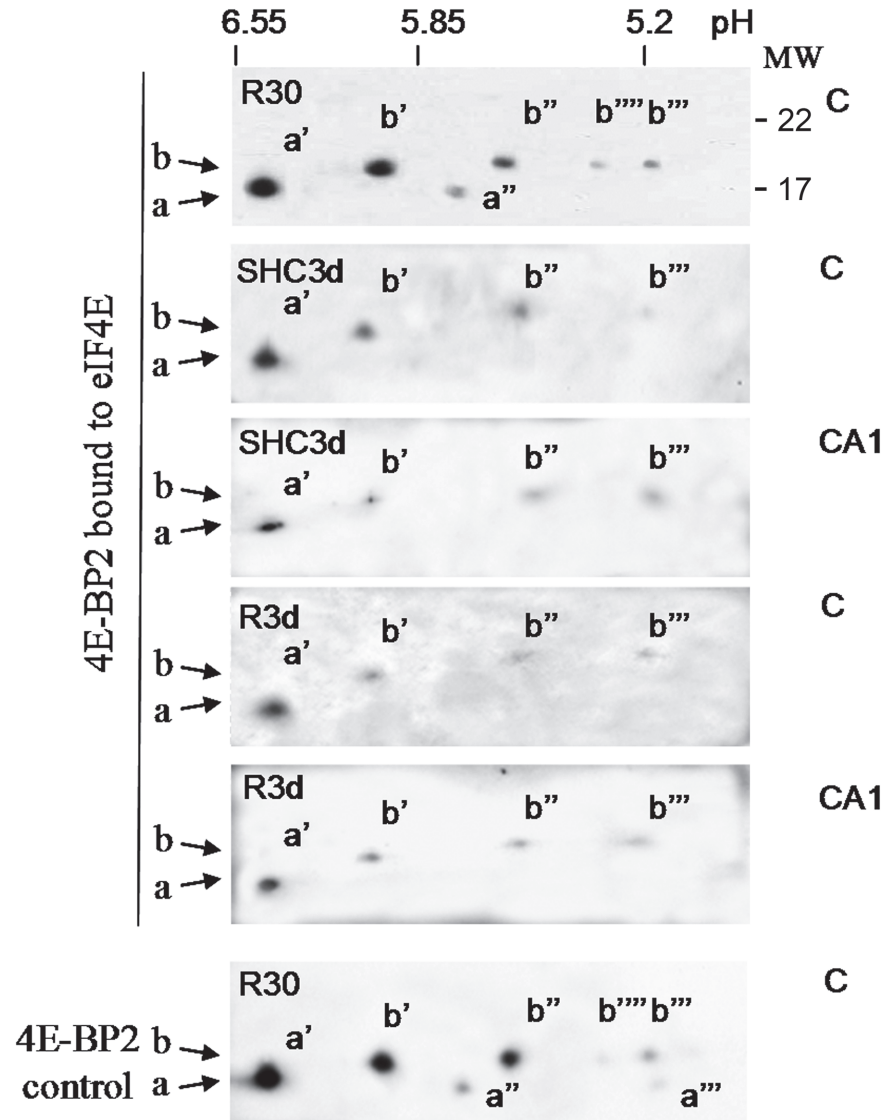 6.55 5.85 5.2 pH
MW
R30 C
b’ b” b”” b’”
a’ - 22
b
a a” - 17
SHC3d C
b’ b” b’”
a’
b
a
SHC3d CA1
b’ b” b’”
a’
b
a
R3d C
b’ b” b’”
a’
b
a
R3d CA1
b’ b” b’”
a’
b
a
4E-BP2 bound to eIF4E
R30 C
b’ b” b”” b’”
a’
4E-BP2 b
control a a” a’”